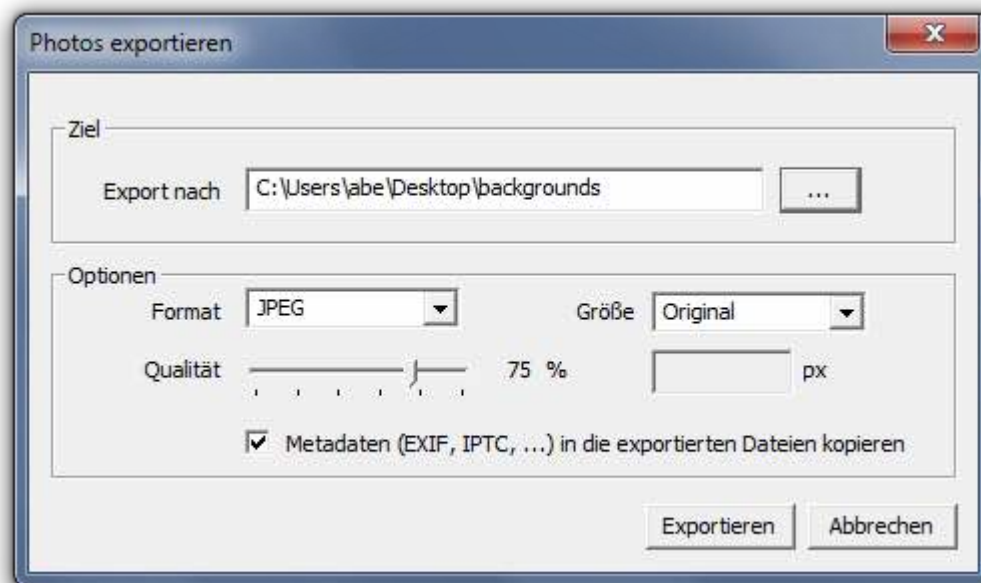 Photos exportieren
Ziel
Export nach C:\Users\abe\Desktop\backgrounds ...
Optionen
Format JPEG Größe Original
Qualität 75 % px
Metadaten (EXIF, IPTC, ...) in die exportierten Dateien kopieren
Exportieren Abbrechen